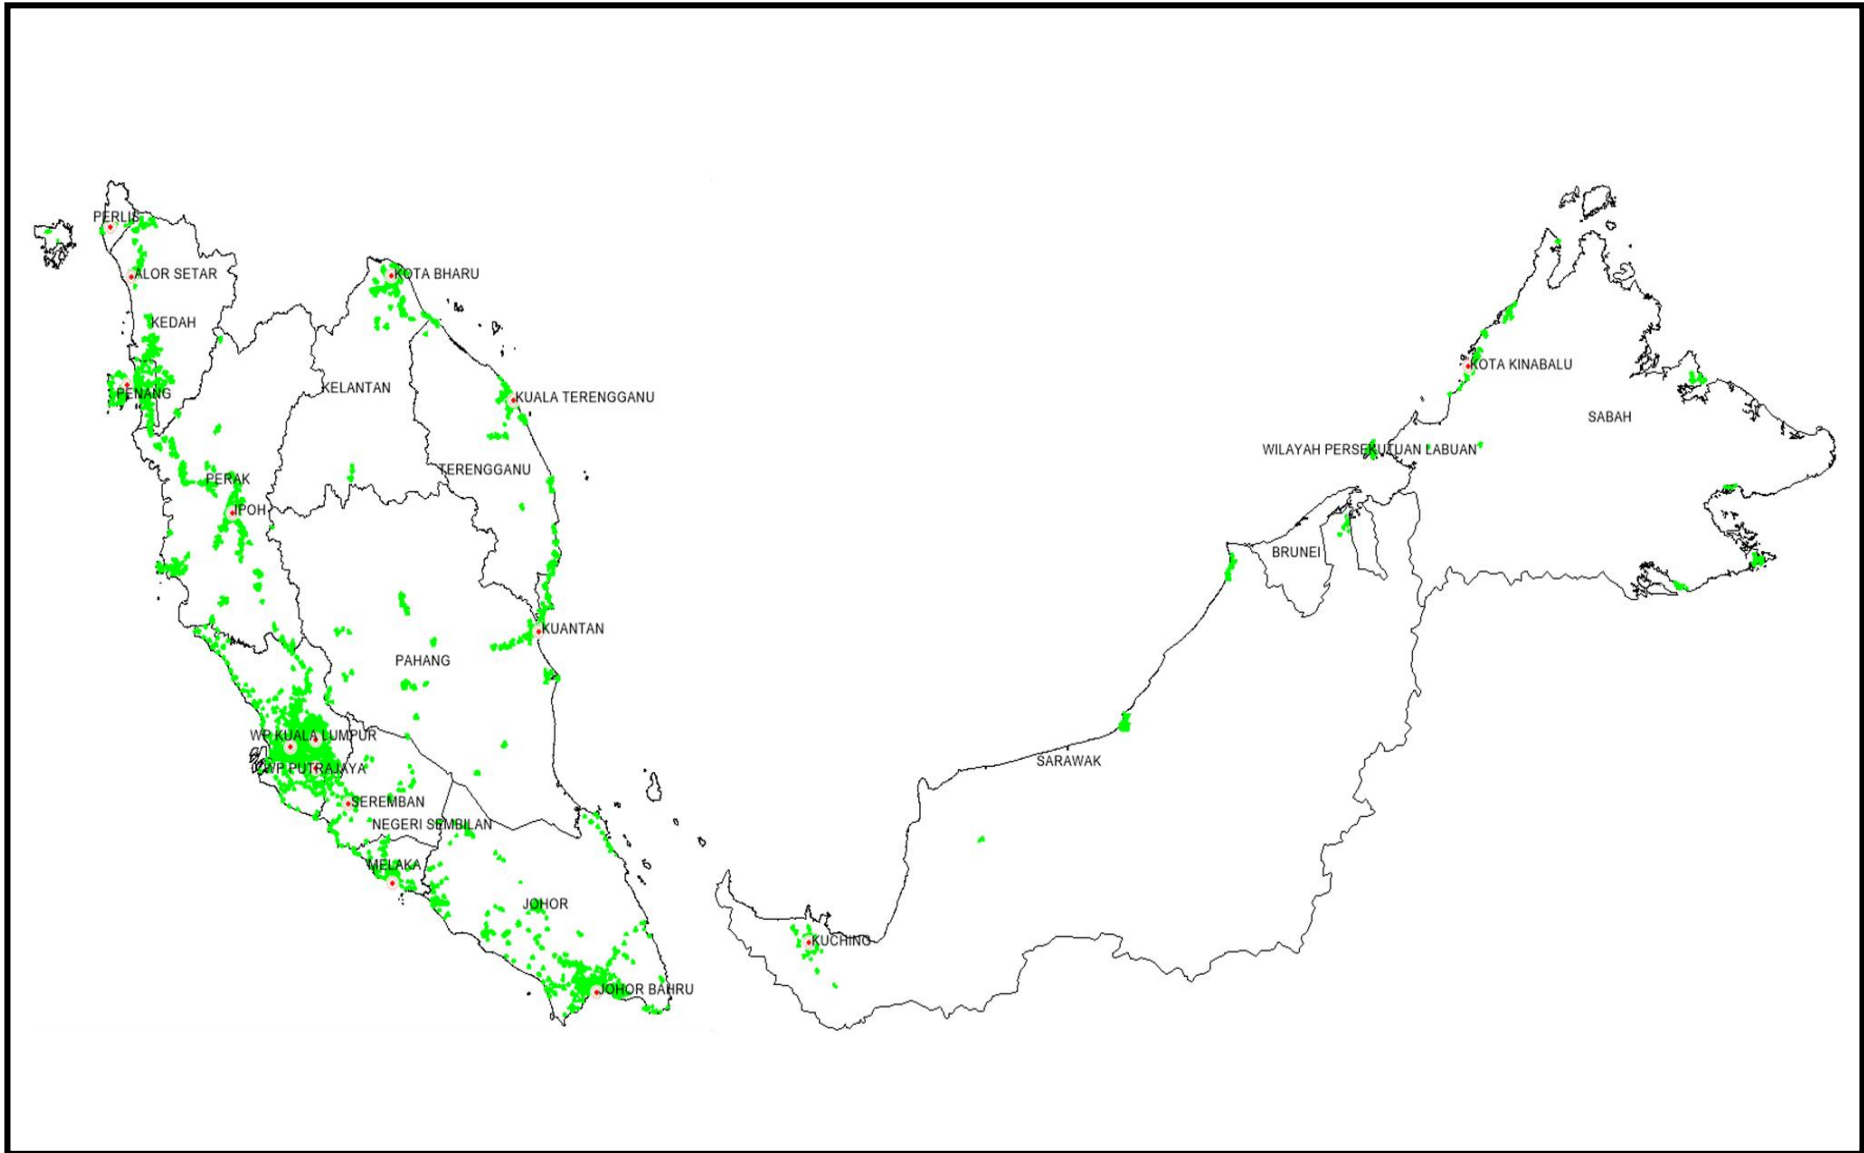 PERLIS
ALOR SETAR
KOTA BHARU
KEDAH
PENANG
KELANTAN
KUALA TERENGGANU
TERENGGANU
PERAK
IPOH
KUANTAN
PAHANG
WP KUALA LUMPUR
WP PUTRAJAYA
SEREMBAN
NEGERI SEMBILAN
MELAKA
JOHOR
JOHOR BAHRU
KOTA KINABALU
SABAH
WILAYAH PERSEKUTUAN LABUAN
BRUNEI
SARAWAK
KUCHING